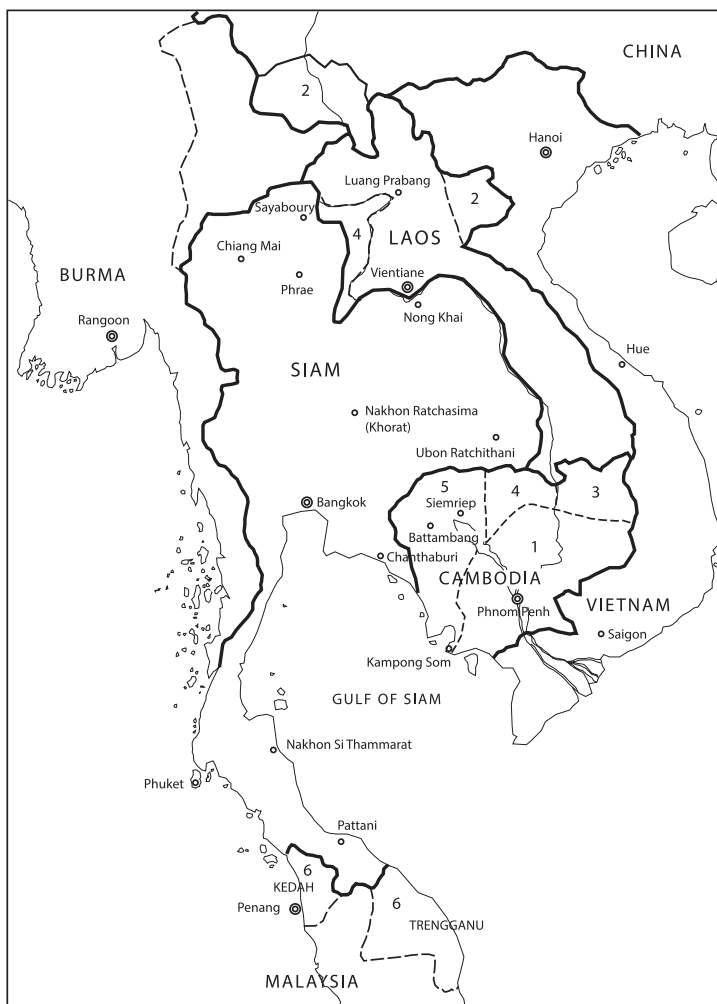 CHINA
2
Hanoi
Luang Prabang
2
Sayaboury
4
LAOS
Chiang Mai
BURMA
Vientiane
Phrae
Nong Khai
Rangoon
Hue
SIAM
Nakhon Ratchasima
(Khorat)
Ubon Ratchithani
5
4
3
Siemriep
Bangkok
Battambang
1
Chanthaburi
CAMBODIA
VIETNAM
Phnom Penh
Saigon
Kampong Som
GULF OF SIAM
Nakhon Si Thammarat
Phuket
Pattani
6
KEDAH
6
Penang
TRENGGANU
MALAYSIA